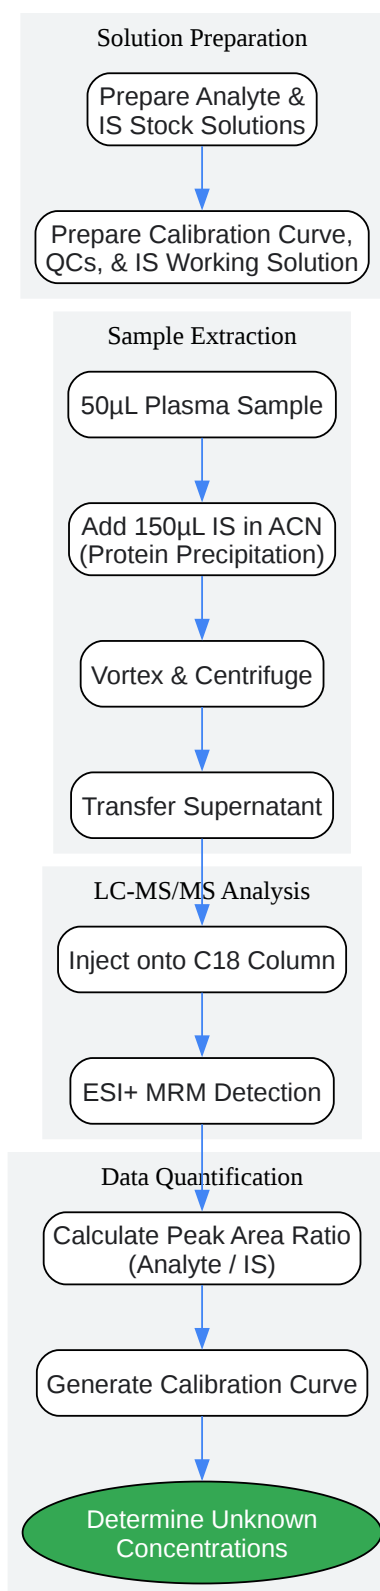 Solution Preparation
Prepare Analyte &
IS Stock Solutions
Prepare Calibration Curve,
QCs, & IS Working Solution
Sample Extraction
50µL Plasma Sample
Add 150µL IS in ACN
(Protein Precipitation)
Vortex & Centrifuge
Transfer Supernatant
LC-MS/MS Analysis
Inject onto C18 Column
ESI+ MRM Detection
Data Quantification
Calculate Peak Area Ratio
(Analyte / IS)
Generate Calibration Curve
Determine Unknown
Concentrations